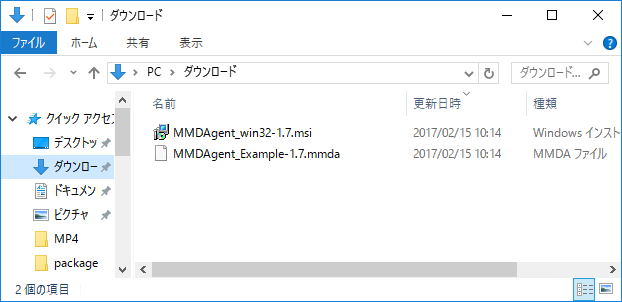 ダウンロード
ファイル ホーム 共有 表示
PC ダウンロード ダウンロード...
クイック アクセス
デスクトッ
ダウンロー
ドキュメン
ピクチャ
MP4
package
名前 更新日時 種類
MMDAgent_win32-1.7.msi 2017/02/15 10:14 Windows インスト
MMDAgent_Example-1.7.mmda 2017/02/15 10:14 MMDA ファイル
2 個の項目